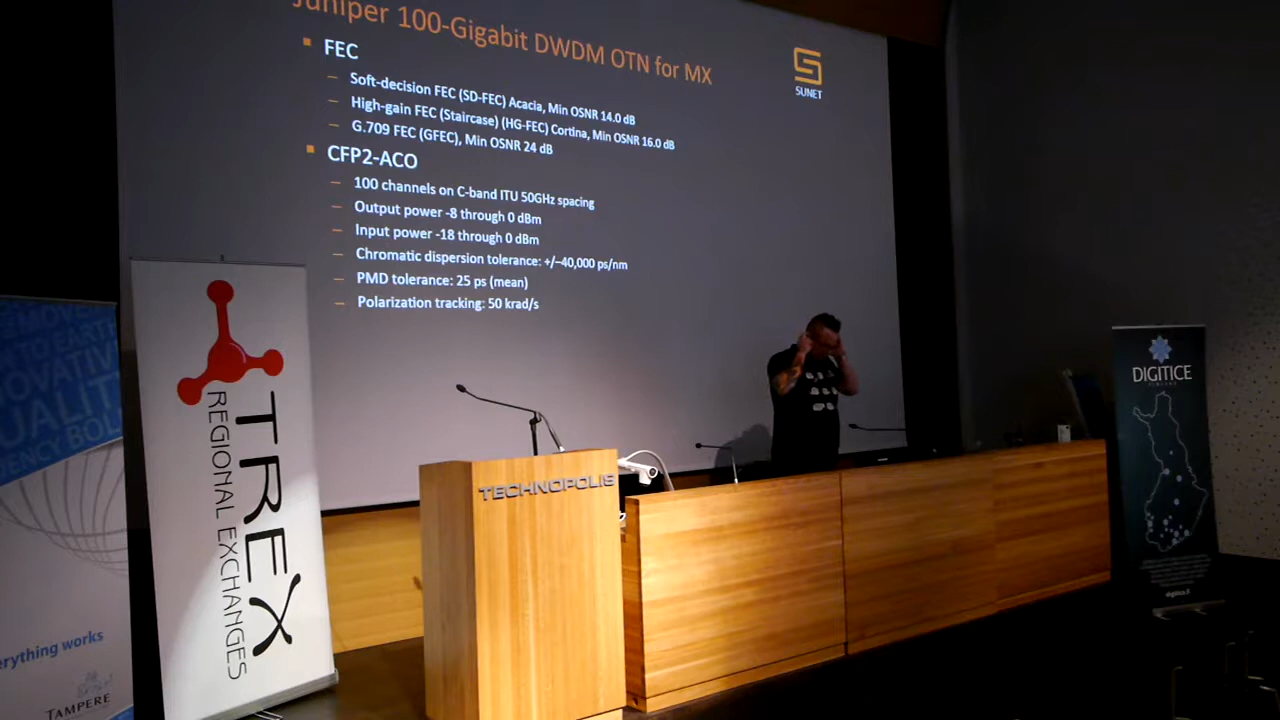 Juniper 100-Gigabit DWDM OTN for MX
FEC
Soft-decision FEC (SD-FEC) Acacia, Min OSNR 14.0 dB
High-gain FEC (Staircase) (HG-FEC) Cortina, Min OSNR 16.0 dB
G.709 FEC (GFEC), Min OSNR 24 dB
CFP2-ACO
100 channels on C-band ITU 50GHz spacing
Output power -8 through 0 dBm
Input power -18 through 0 dBm
Chromatic dispersion tolerance: +/–40,000 ps/nm
PMD tolerance: 25 ps (mean)
Polarization tracking: 50 krad/s
SUNET
TREX
REGIONAL EXCHANGES
TECHNOPOLIS
DIGITICE
FINLAND
digitice.fi
erything works
TAMPERE